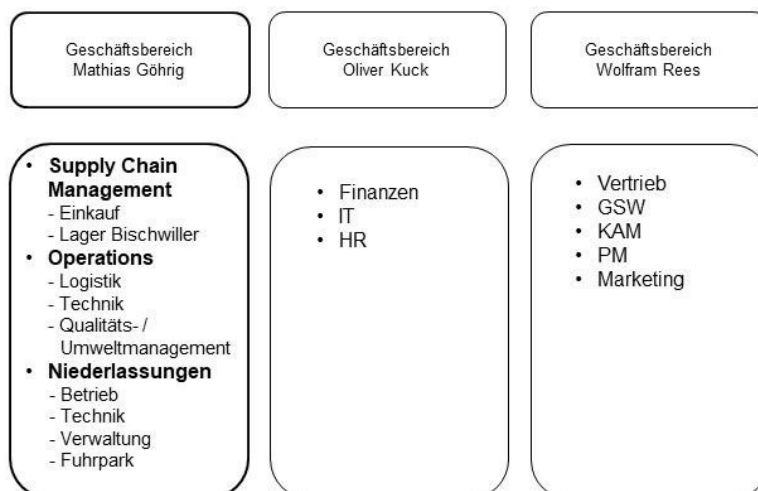 Geschäftsbereich
Mathias Göhrig
Geschäftsbereich
Oliver Kuck
Geschäftsbereich
Wolfram Rees
• Supply Chain
Management
- Einkauf
- Lager Bischwiller
• Operations
- Logistik
- Technik
- Qualitäts- /
Umweltmanagement
• Niederlassungen
- Betrieb
- Technik
- Verwaltung
- Fuhrpark
• Finanzen
• IT
• HR
• Vertrieb
• GSW
• KAM
• PM
• Marketing